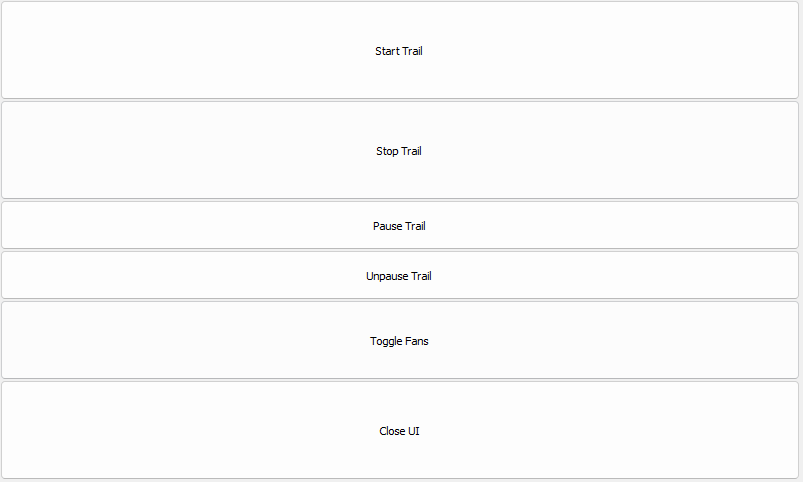 Start Trail
Stop Trail
Pause Trail
Unpause Trail
Toggle Fans
Close UI